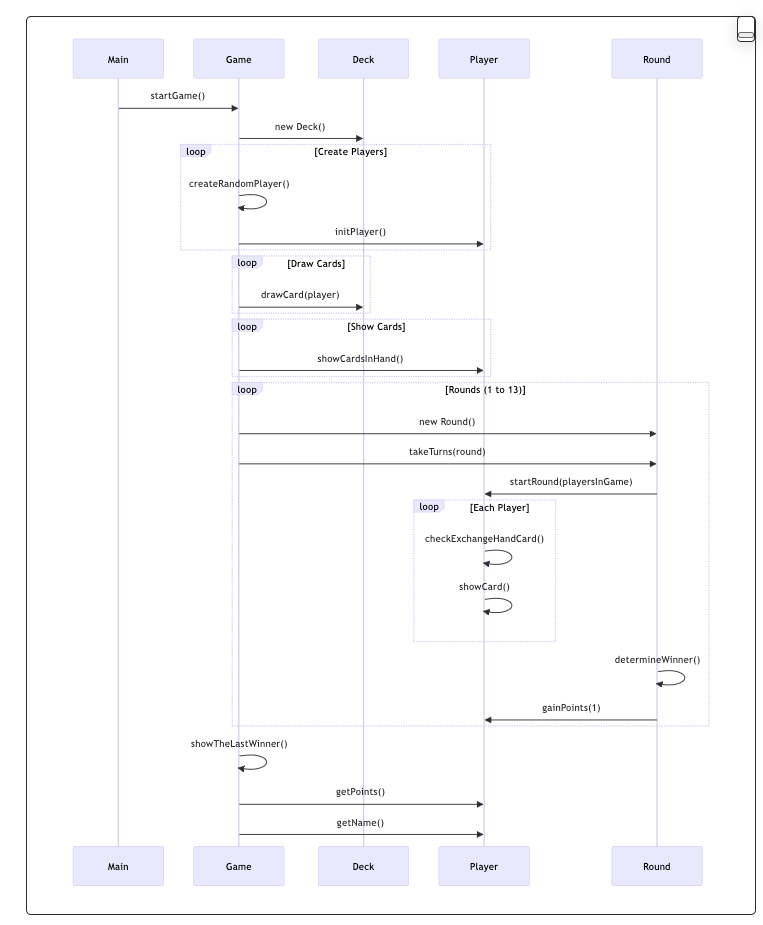 Main Game Deck Player Round
startGame()
new Deck()
loop [Create Players]
createRandomPlayer()
initPlayer()
loop [Draw Cards]
drawCard(player)
loop [Show Cards]
showCardsInHand()
loop [Rounds (1 to 13)]
new Round()
takeTurns(round)
startRound(playersInGame)
loop [Each Player]
checkExchangeHandCard()
showCard()
determineWinner()
gainPoints(1)
showTheLastWinner()
getPoints()
getName()
Main Game Deck Player Round